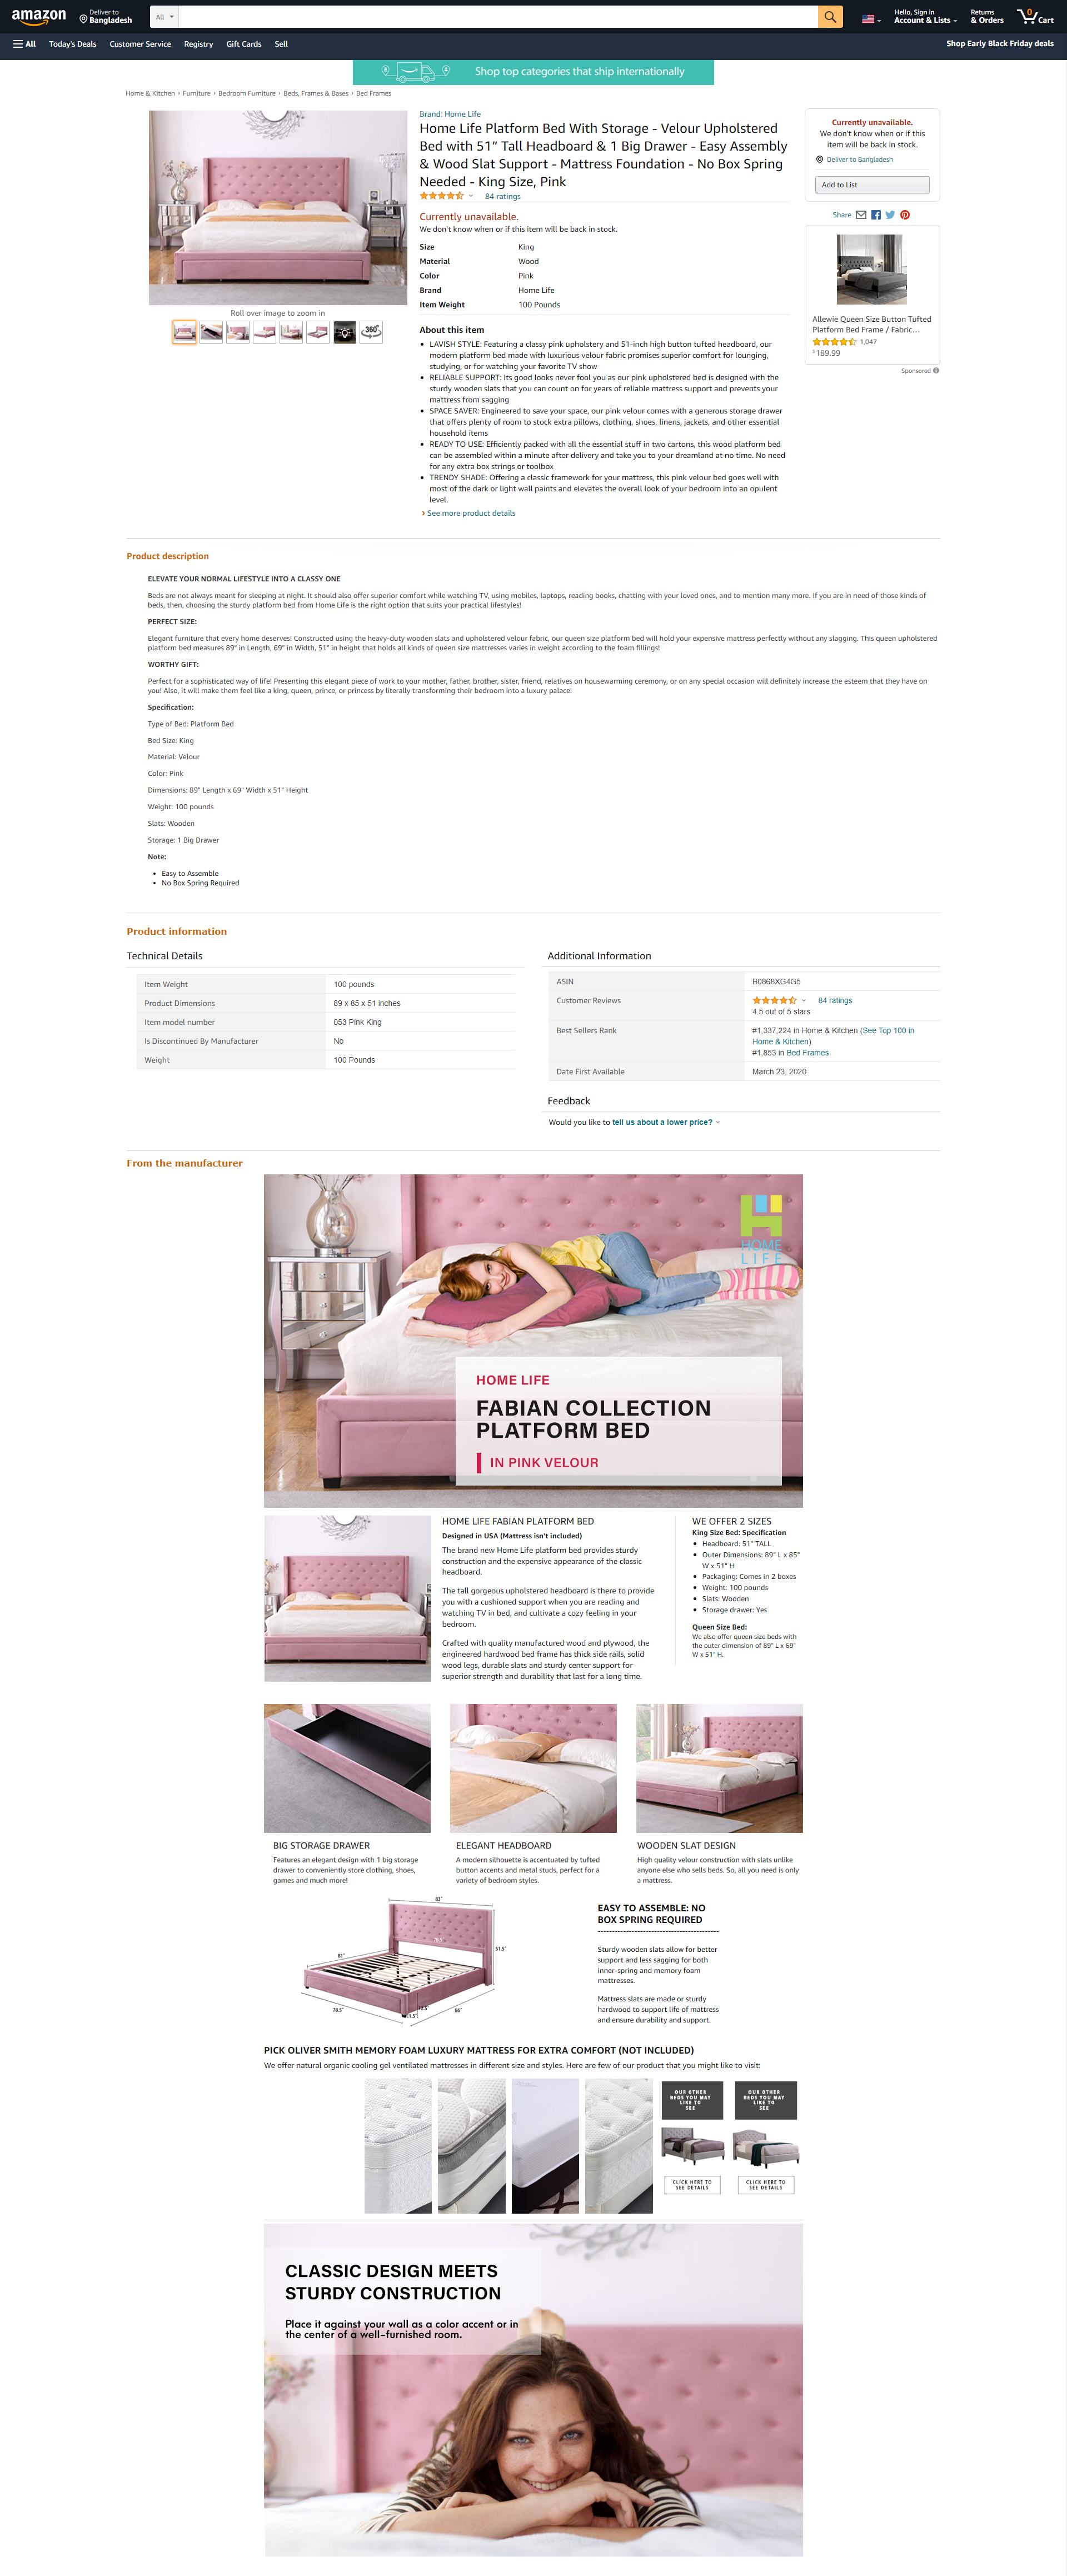 amazon
Deliver to
Bangladesh
All
Hello, Sign in
Account & Lists
Returns
& Orders
0
Cart
All
Today's Deals
Customer Service
Registry
Gift Cards
Sell
Shop Early Black Friday deals
Shop top categories that ship internationally
Home & Kitchen › Furniture › Bedroom Furniture › Beds, Frames & Bases › Bed Frames
Roll over image to zoom in
360°
Brand: Home Life
Home Life Platform Bed With Storage - Velour Upholstered
Bed with 51” Tall Headboard & 1 Big Drawer - Easy Assembly
& Wood Slat Support - Mattress Foundation - No Box Spring
Needed - King Size, Pink
84 ratings
Currently unavailable.
We don't know when or if this item will be back in stock.
Size King
Material Wood
Color Pink
Brand Home Life
Item Weight 100 Pounds
About this item
• LAVISH STYLE: Featuring a classy pink upholstery and 51-inch high button tufted headboard, our
modern platform bed made with luxurious velour fabric promises superior comfort for lounging,
studying, or for watching your favorite TV show
• RELIABLE SUPPORT: Its good looks never fool you as our pink upholstered bed is designed with the
sturdy wooden slats that you can count on for years of reliable mattress support and prevents your
mattress from sagging
• SPACE SAVER: Engineered to save your space, our pink velour comes with a generous storage drawer
that offers plenty of room to stock extra pillows, clothing, shoes, linens, jackets, and other essential
household items
• READY TO USE: Efficiently packed with all the essential stuff in two cartons, this wood platform bed
can be assembled within a minute after delivery and take you to your dreamland at no time. No need
for any extra box strings or toolbox
• TRENDY SHADE: Offering a classic framework for your mattress, this pink velour bed goes well with
most of the dark or light wall paints and elevates the overall look of your bedroom into an opulent
level.
› See more product details
Currently unavailable.
We don't know when or if this
item will be back in stock.
Deliver to Bangladesh
Add to List
Share
Allewie Queen Size Button Tufted
Platform Bed Frame / Fabric…
1,047
$189.99
Sponsored
Product description
ELEVATE YOUR NORMAL LIFESTYLE INTO A CLASSY ONE
Beds are not always meant for sleeping at night. It should also offer superior comfort while watching TV, using mobiles, laptops, reading books, chatting with your loved ones, and to mention many more. If you are in need of those kinds of
beds, then, choosing the sturdy platform bed from Home Life is the right option that suits your practical lifestyles!
PERFECT SIZE:
Elegant furniture that every home deserves! Constructed using the heavy-duty wooden slats and upholstered velour fabric, our queen size platform bed will hold your expensive mattress perfectly without any slagging. This queen upholstered
platform bed measures 89" in Length, 69" in Width, 51" in height that holds all kinds of queen size mattresses varies in weight according to the foam fillings!
WORTHY GIFT:
Perfect for a sophisticated way of life! Presenting this elegant piece of work to your mother, father, brother, sister, friend, relatives on housewarming ceremony, or on any special occasion will definitely increase the esteem that they have on
you! Also, it will make them feel like a king, queen, prince, or princess by literally transforming their bedroom into a luxury palace!
Specification:
Type of Bed: Platform Bed
Bed Size: King
Material: Velour
Color: Pink
Dimensions: 89" Length x 69" Width x 51" Height
Weight: 100 pounds
Slats: Wooden
Storage: 1 Big Drawer
Note:
• Easy to Assemble
• No Box Spring Required
Product information
Technical Details
Item Weight 100 pounds
Product Dimensions 89 x 85 x 51 inches
Item model number 053 Pink King
Is Discontinued By Manufacturer No
Weight 100 Pounds
Additional Information
ASIN B0868XG4G5
Customer Reviews 84 ratings
4.5 out of 5 stars
Best Sellers Rank #1,337,224 in Home & Kitchen (See Top 100 in
Home & Kitchen)
#1,853 in Bed Frames
Date First Available March 23, 2020
Feedback
Would you like to tell us about a lower price?
From the manufacturer
HOME
LIFE
HOME LIFE
FABIAN COLLECTION
PLATFORM BED
IN PINK VELOUR
HOME LIFE FABIAN PLATFORM BED
Designed in USA (Mattress isn't included)
The brand new Home Life platform bed provides sturdy
construction and the expensive appearance of the classic
headboard.
The tall gorgeous upholstered headboard is there to provide
you with a cushioned support when you are reading and
watching TV in bed, and cultivate a cozy feeling in your
bedroom.
Crafted with quality manufactured wood and plywood, the
engineered hardwood bed frame has thick side rails, solid
wood legs, durable slats and sturdy center support for
superior strength and durability that last for a long time.
WE OFFER 2 SIZES
King Size Bed: Specification
• Headboard: 51" TALL
• Outer Dimensions: 89" L x 85"
W x 51" H
• Packaging: Comes in 2 boxes
• Weight: 100 pounds
• Slats: Wooden
• Storage drawer: Yes
Queen Size Bed:
We also offer queen size beds with
the outer dimension of 89" L x 69"
W x 51" H.
BIG STORAGE DRAWER
Features an elegant design with 1 big storage
drawer to conveniently store clothing, shoes,
games and much more!
ELEGANT HEADBOARD
A modern silhouette is accentuated by tufted
button accents and metal studs, perfect for a
variety of bedroom styles.
WOODEN SLAT DESIGN
High quality velour construction with slats unlike
anyone else who sells beds. So, all you need is only
a mattress.
83"
51.5"
81"
78.5"
12.5"
86"
EASY TO ASSEMBLE: NO
BOX SPRING REQUIRED
Sturdy wooden slats allow for better
support and less sagging for both
inner-spring and memory foam
mattresses.
Mattress slats are made or sturdy
hardwood to support life of mattress
and ensure durability and support.
PICK OLIVER SMITH MEMORY FOAM LUXURY MATTRESS FOR EXTRA COMFORT (NOT INCLUDED)
We offer natural organic cooling gel ventilated mattresses in different size and styles. Here are few of our product that you might like to visit:
OUR OTHER
BEDS YOU MAY
LIKE TO
SEE
CLICK HERE TO
SEE DETAILS
OUR OTHER
BEDS YOU MAY
LIKE TO
SEE
CLICK HERE TO
SEE DETAILS
CLASSIC DESIGN MEETS
STURDY CONSTRUCTION
Place it against your wall as a color accent or in
the center of a well-furnished room.